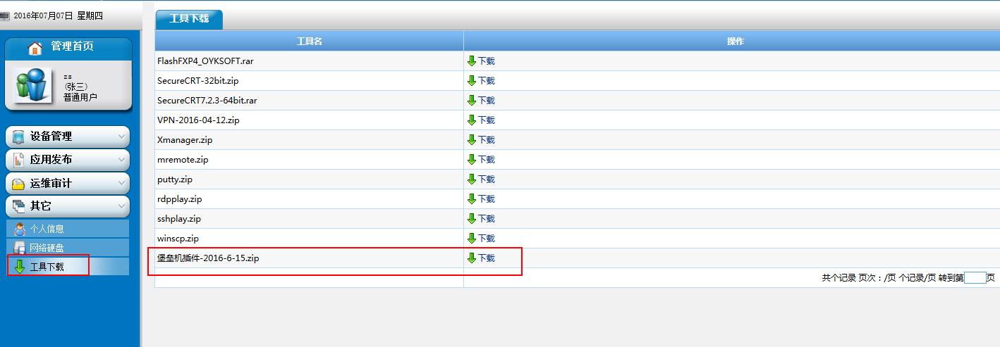 2016年07月07日 星期四
管理首页
zs
(张三)
普通用户
设备管理
应用发布
运维审计
其它
个人信息
网络硬盘
工具下载
工具下载
工具名 操作
FlashFXP4_OYKSOFT.rar 下载
SecureCRT-32bit.zip 下载
SecureCRT7.2.3-64bit.rar 下载
VPN-2016-04-12.zip 下载
Xmanager.zip 下载
mremote.zip 下载
putty.zip 下载
rdpplay.zip 下载
sshplay.zip 下载
winscp.zip 下载
堡垒机插件-2016-6-15.zip 下载
共个记录 页次：/页 个记录/页 转到第 页